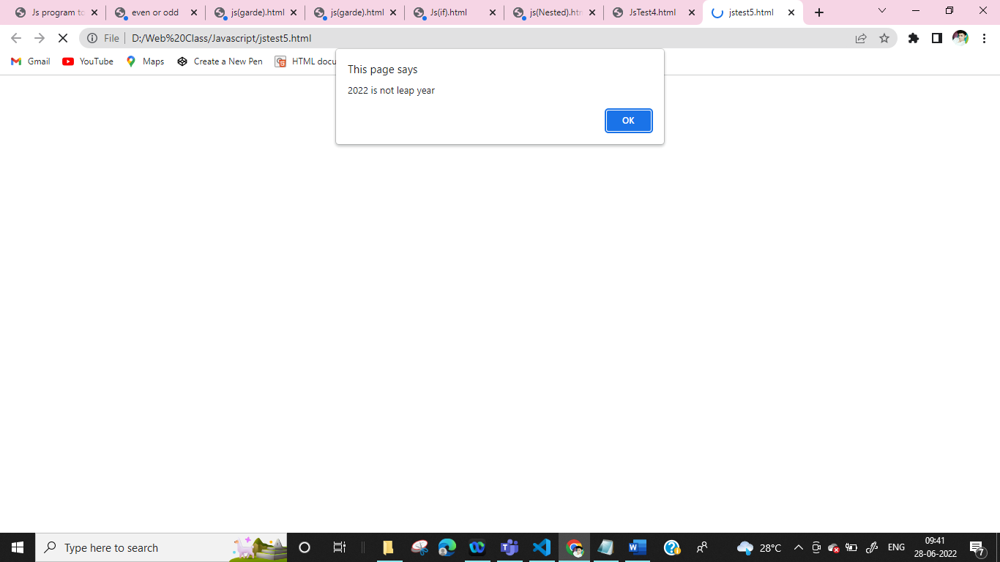 Js program to
even or odd
js(garde).html
js(garde).html
Js(if).html
js(Nested).htm
JsTest4.html
jstest5.html
File
D:/Web%20Class/Javascript/jstest5.html
Gmail
YouTube
Maps
Create a New Pen
HTML docu
This page says
2022 is not leap year
OK
Type here to search
28°C
ENG
09:41
28-06-2022
7